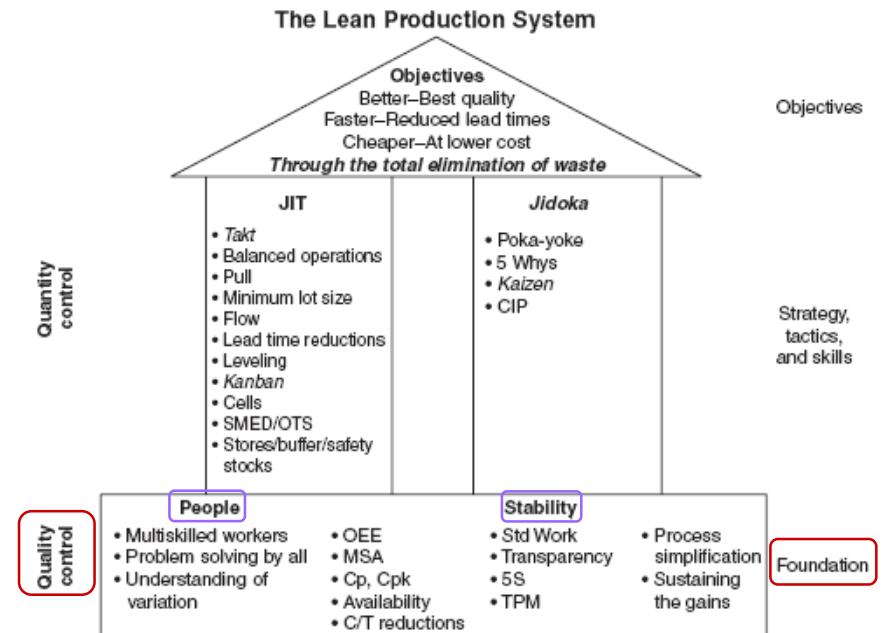 The Lean Production System
Objectives
Better–Best quality
Faster–Reduced lead times
Cheaper–At lower cost
Through the total elimination of waste
Objectives
Quantity
control
JIT
• Takt
• Balanced operations
• Pull
• Minimum lot size
• Flow
• Lead time reductions
• Leveling
• Kanban
• Cells
• SMED/OTS
• Stores/buffer/safety
stocks
Jidoka
• Poka-yoke
• 5 Whys
• Kaizen
• CIP
Strategy,
tactics,
and skills
Quality
control
People
• Multiskilled workers
• Problem solving by all
• Understanding of
variation
• OEE
• MSA
• Cp, Cpk
• Availability
• C/T reductions
Stability
• Std Work
• Transparency
• 5S
• TPM
• Process
simplification
• Sustaining
the gains
Foundation